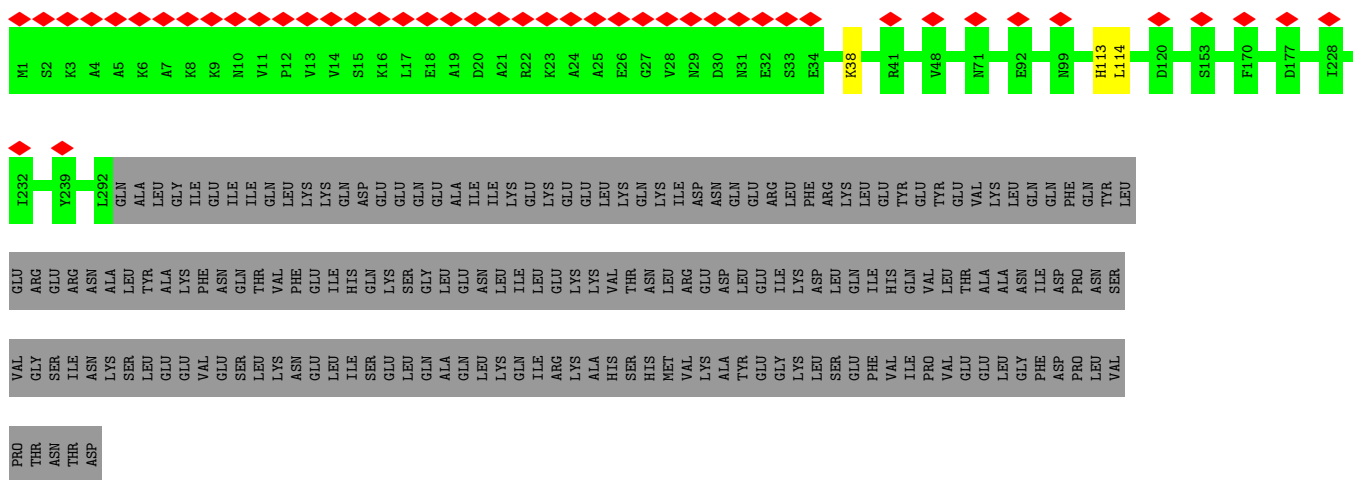 M1 S2 K3 A4 A5 K6 A7 K8 K9 N10 V11 P12 V13 V14 S15 K16 L17 E18 A19 D20 A21 R22 K23 A24 A25 E26 G27 V28 N29 D30 N31 E32 S33 E34 K38 R41 V48 N71 E92 N99 H113 L114 D120 S153 F170 D177 I228
I232 Y239 L292 GLN ALA LEU GLY ILE GLU ILE ILE GLN LEU LYS LYS GLN ASP GLU GLU GLN GLU ALA ILE ILE LYS GLU LYS GLU GLU LEU LYS GLN LYS ILE ASP ASN GLN GLU ARG LEU PHE ARG LYS LEU GLU TYR GLU TYR GLU VAL LYS LEU GLN GLN PHE GLN TYR LEU
GLU ARG GLU ARG ASN ALA LEU TYR ALA LYS PHE ASN GLN THR VAL PHE GLU ILE HIS GLN LYS SER GLY LEU GLU ASN LEU ILE LEU GLU LYS LYS VAL THR ASN LEU ARG GLU ASP LEU GLU ILE LYS ASP LEU GLN ILE HIS GLN VAL LEU THR ALA ALA ASN ILE ASP PRO ASN SER
VAL GLY SER ILE ASN LYS SER LEU GLU GLU VAL GLU SER LEU LYS ASN GLU LEU ILE SER GLU LEU GLN ALA GLN LEU LYS GLN ILE ARG LYS ALA HIS SER HIS MET VAL LYS ALA TYR GLU GLY LYS LEU SER GLU PHE VAL ILE PRO VAL GLU GLU LEU GLY PHE ASP PRO LEU VAL
PRO THR ASN THR ASP